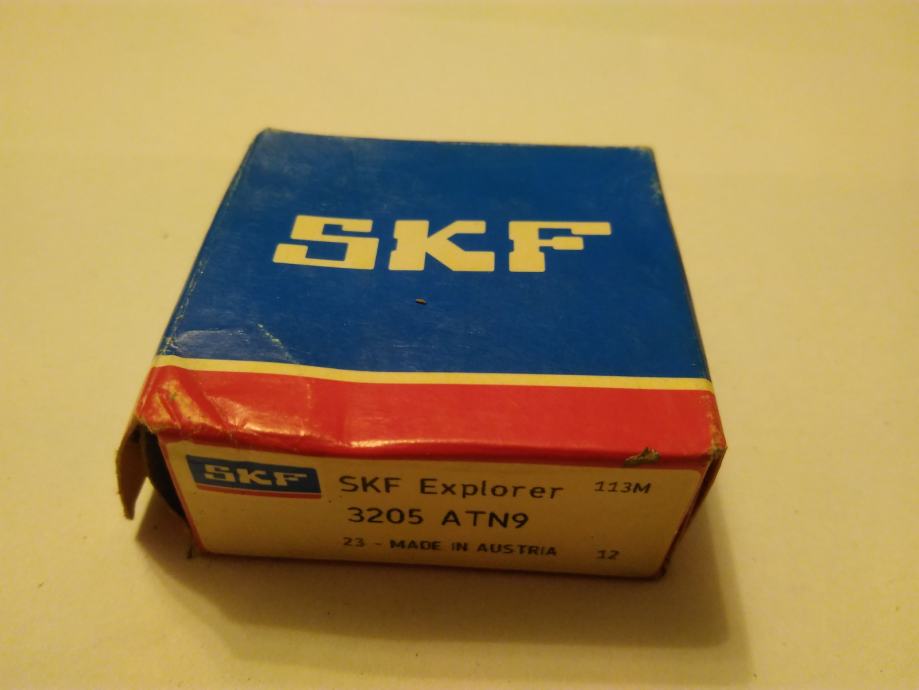 SKF
SKF SKF Explorer 113M
3205 ATN9
23 - MADE IN AUSTRIA 12